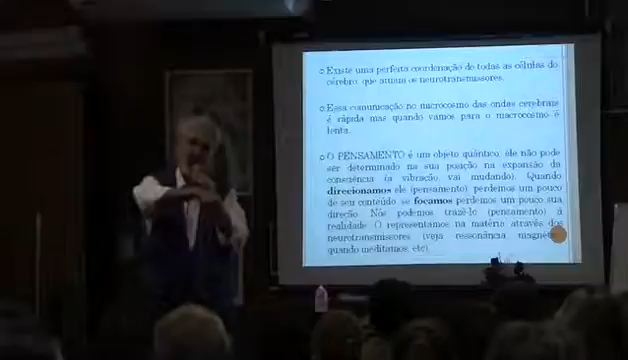 Existe uma perfeita coordenação de todas as células do
cérebro, que atuam os neurotransmissores.
Essa comunicação no microcosmo das ondas cerebrais
é rápida mas quando vamos para o macrocosmo é
lenta.
O PENSAMENTO é um objeto quântico, ele não pode
ser determinado na sua posição na expansão da
consciência (a vibração vai mudando). Quando
direcionamos ele (pensamento) perdemos um pouco
de seu conteúdo, se focamos perdemos um pouco sua
direção. Nós podemos trazê-lo (pensamento) à
realidade. O representamos na matéria através dos
neurotransmissores (veja ressonância
quando meditamos, etc)